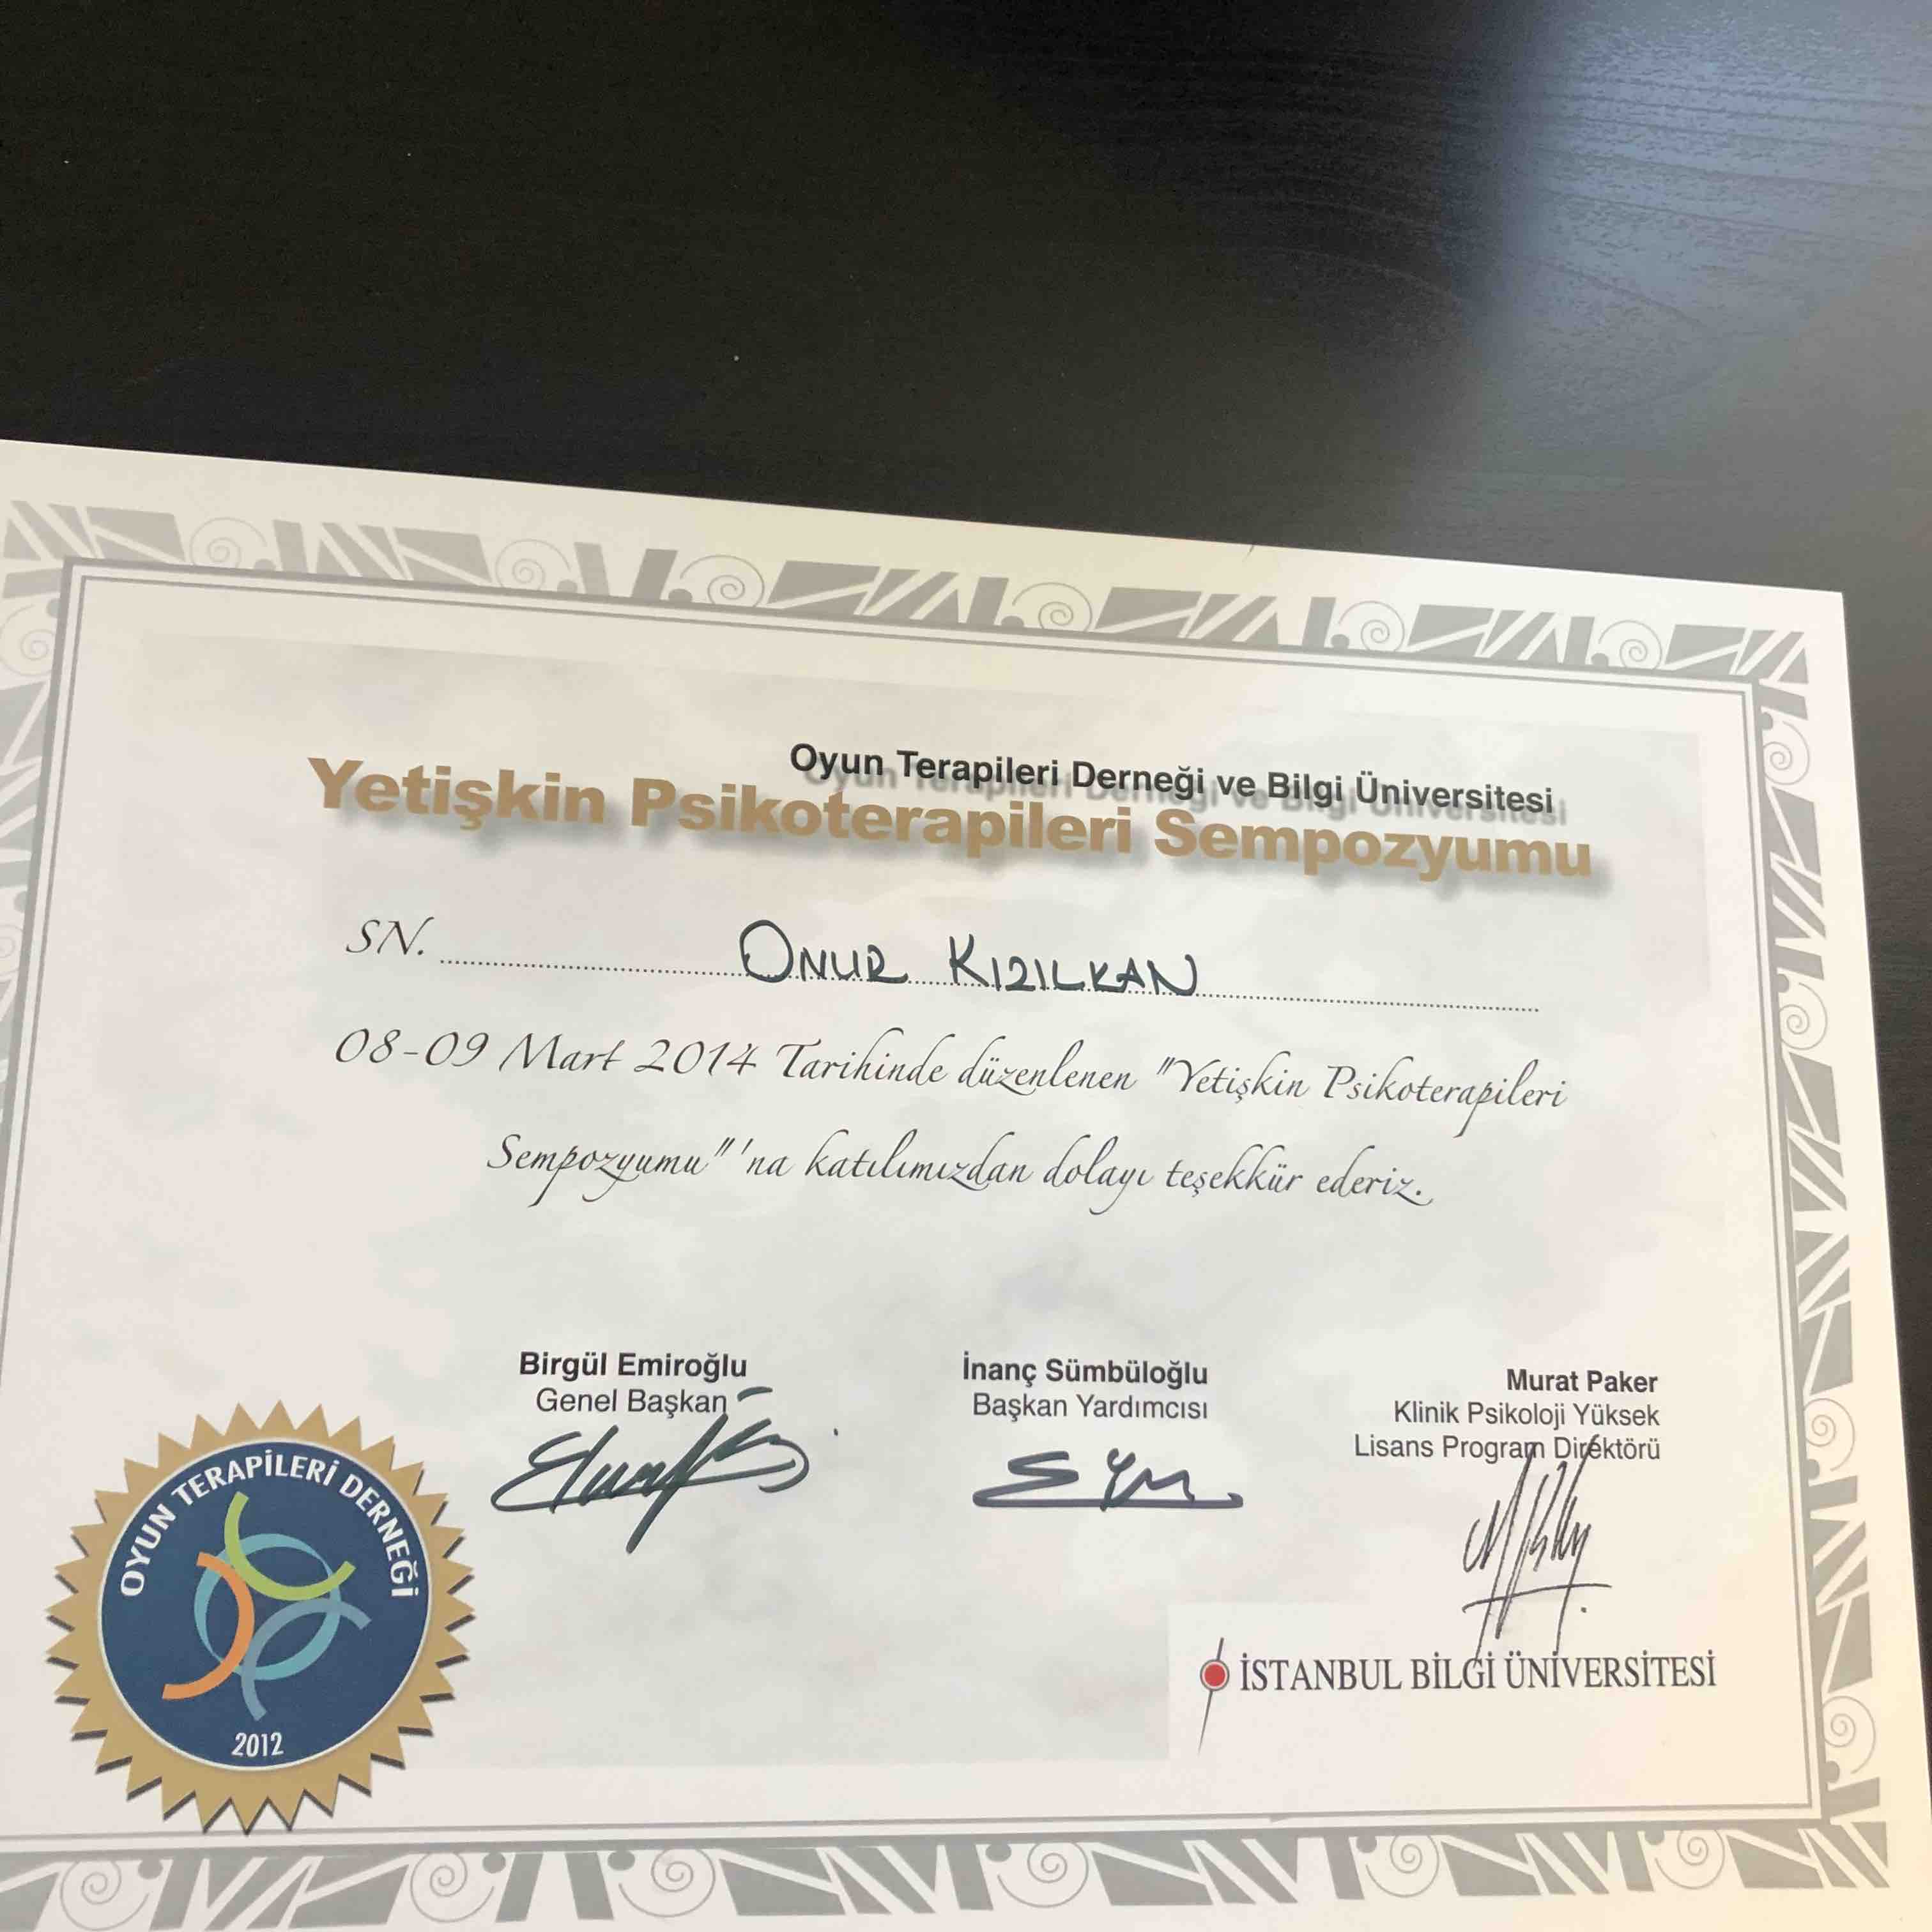 Oyun Terapileri Derneği ve Bilgi Üniversitesi
Yetişkin Psikoterapileri Sempozyumu
SN. ONUR KIZILKAN
08-09 Mart 2014 Tarihinde düzenlenen "Yetişkin Psikoterapileri
Sempozyumu"'na katılımızdan dolayı teşekkür ederiz.
Birgül Emiroğlu
Genel Başkan
İnanç Sümbüloğlu
Başkan Yardımcısı
Murat Paker
Klinik Psikoloji Yüksek
Lisans Program Direktörü
OYUN TERAPİLERİ DERNEĞİ
2012
İSTANBUL BİLGİ ÜNİVERSİTESİ